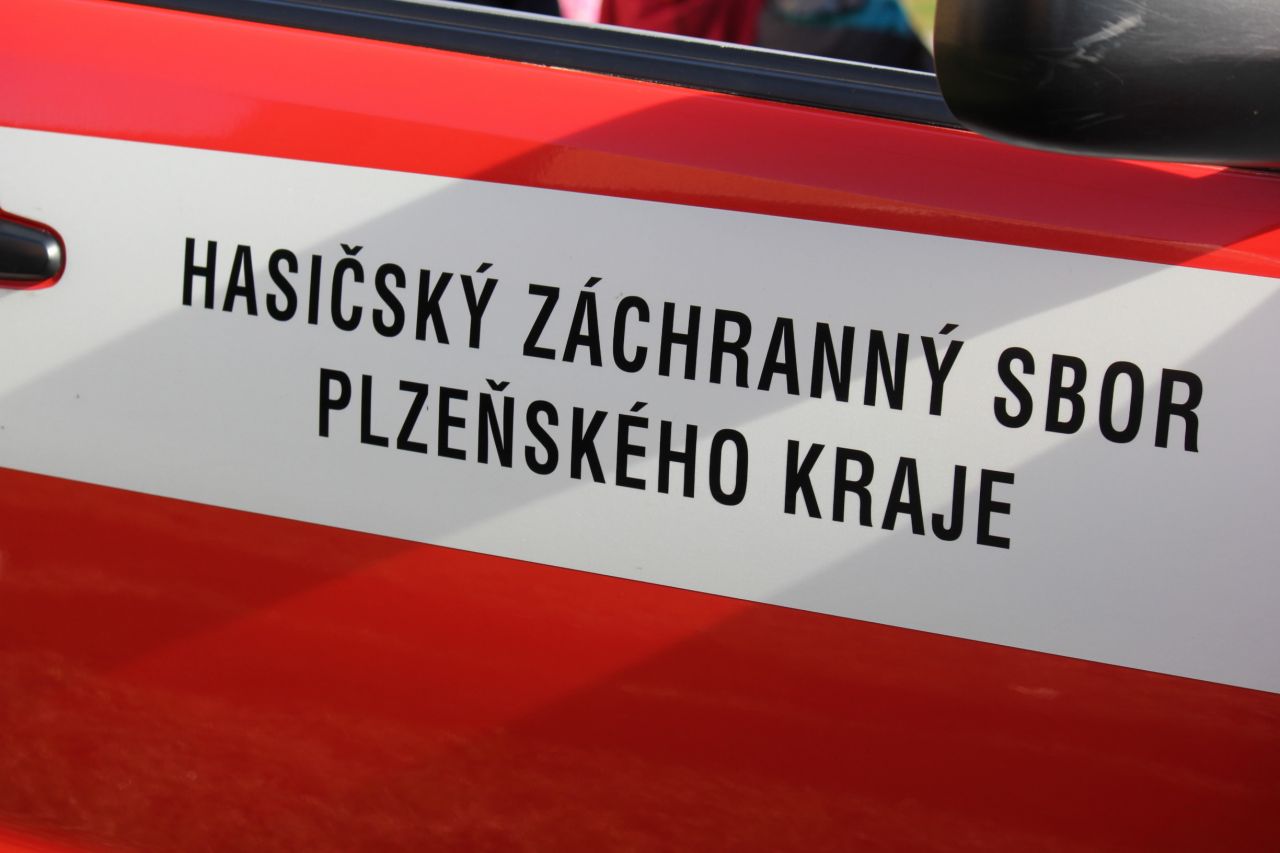 HASIČSKÝ ZÁCHRANNÝ SBOR
PLZEŇSKÉHO KRAJE